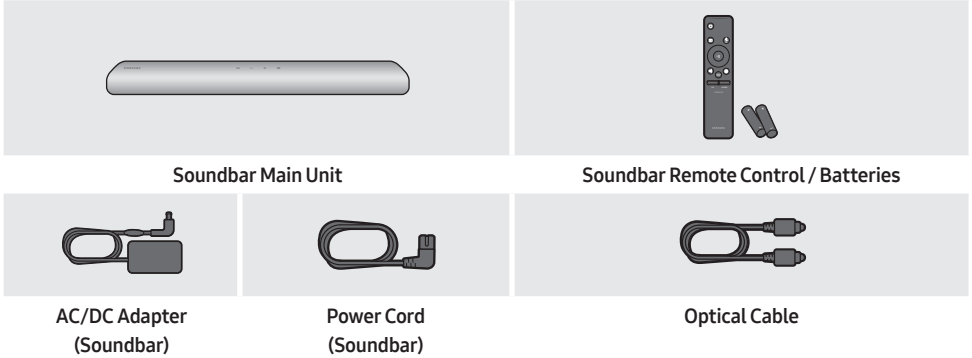 Soundbar Main Unit
Soundbar Remote Control / Batteries
AC/DC Adapter
(Soundbar)
Power Cord
(Soundbar)
Optical Cable